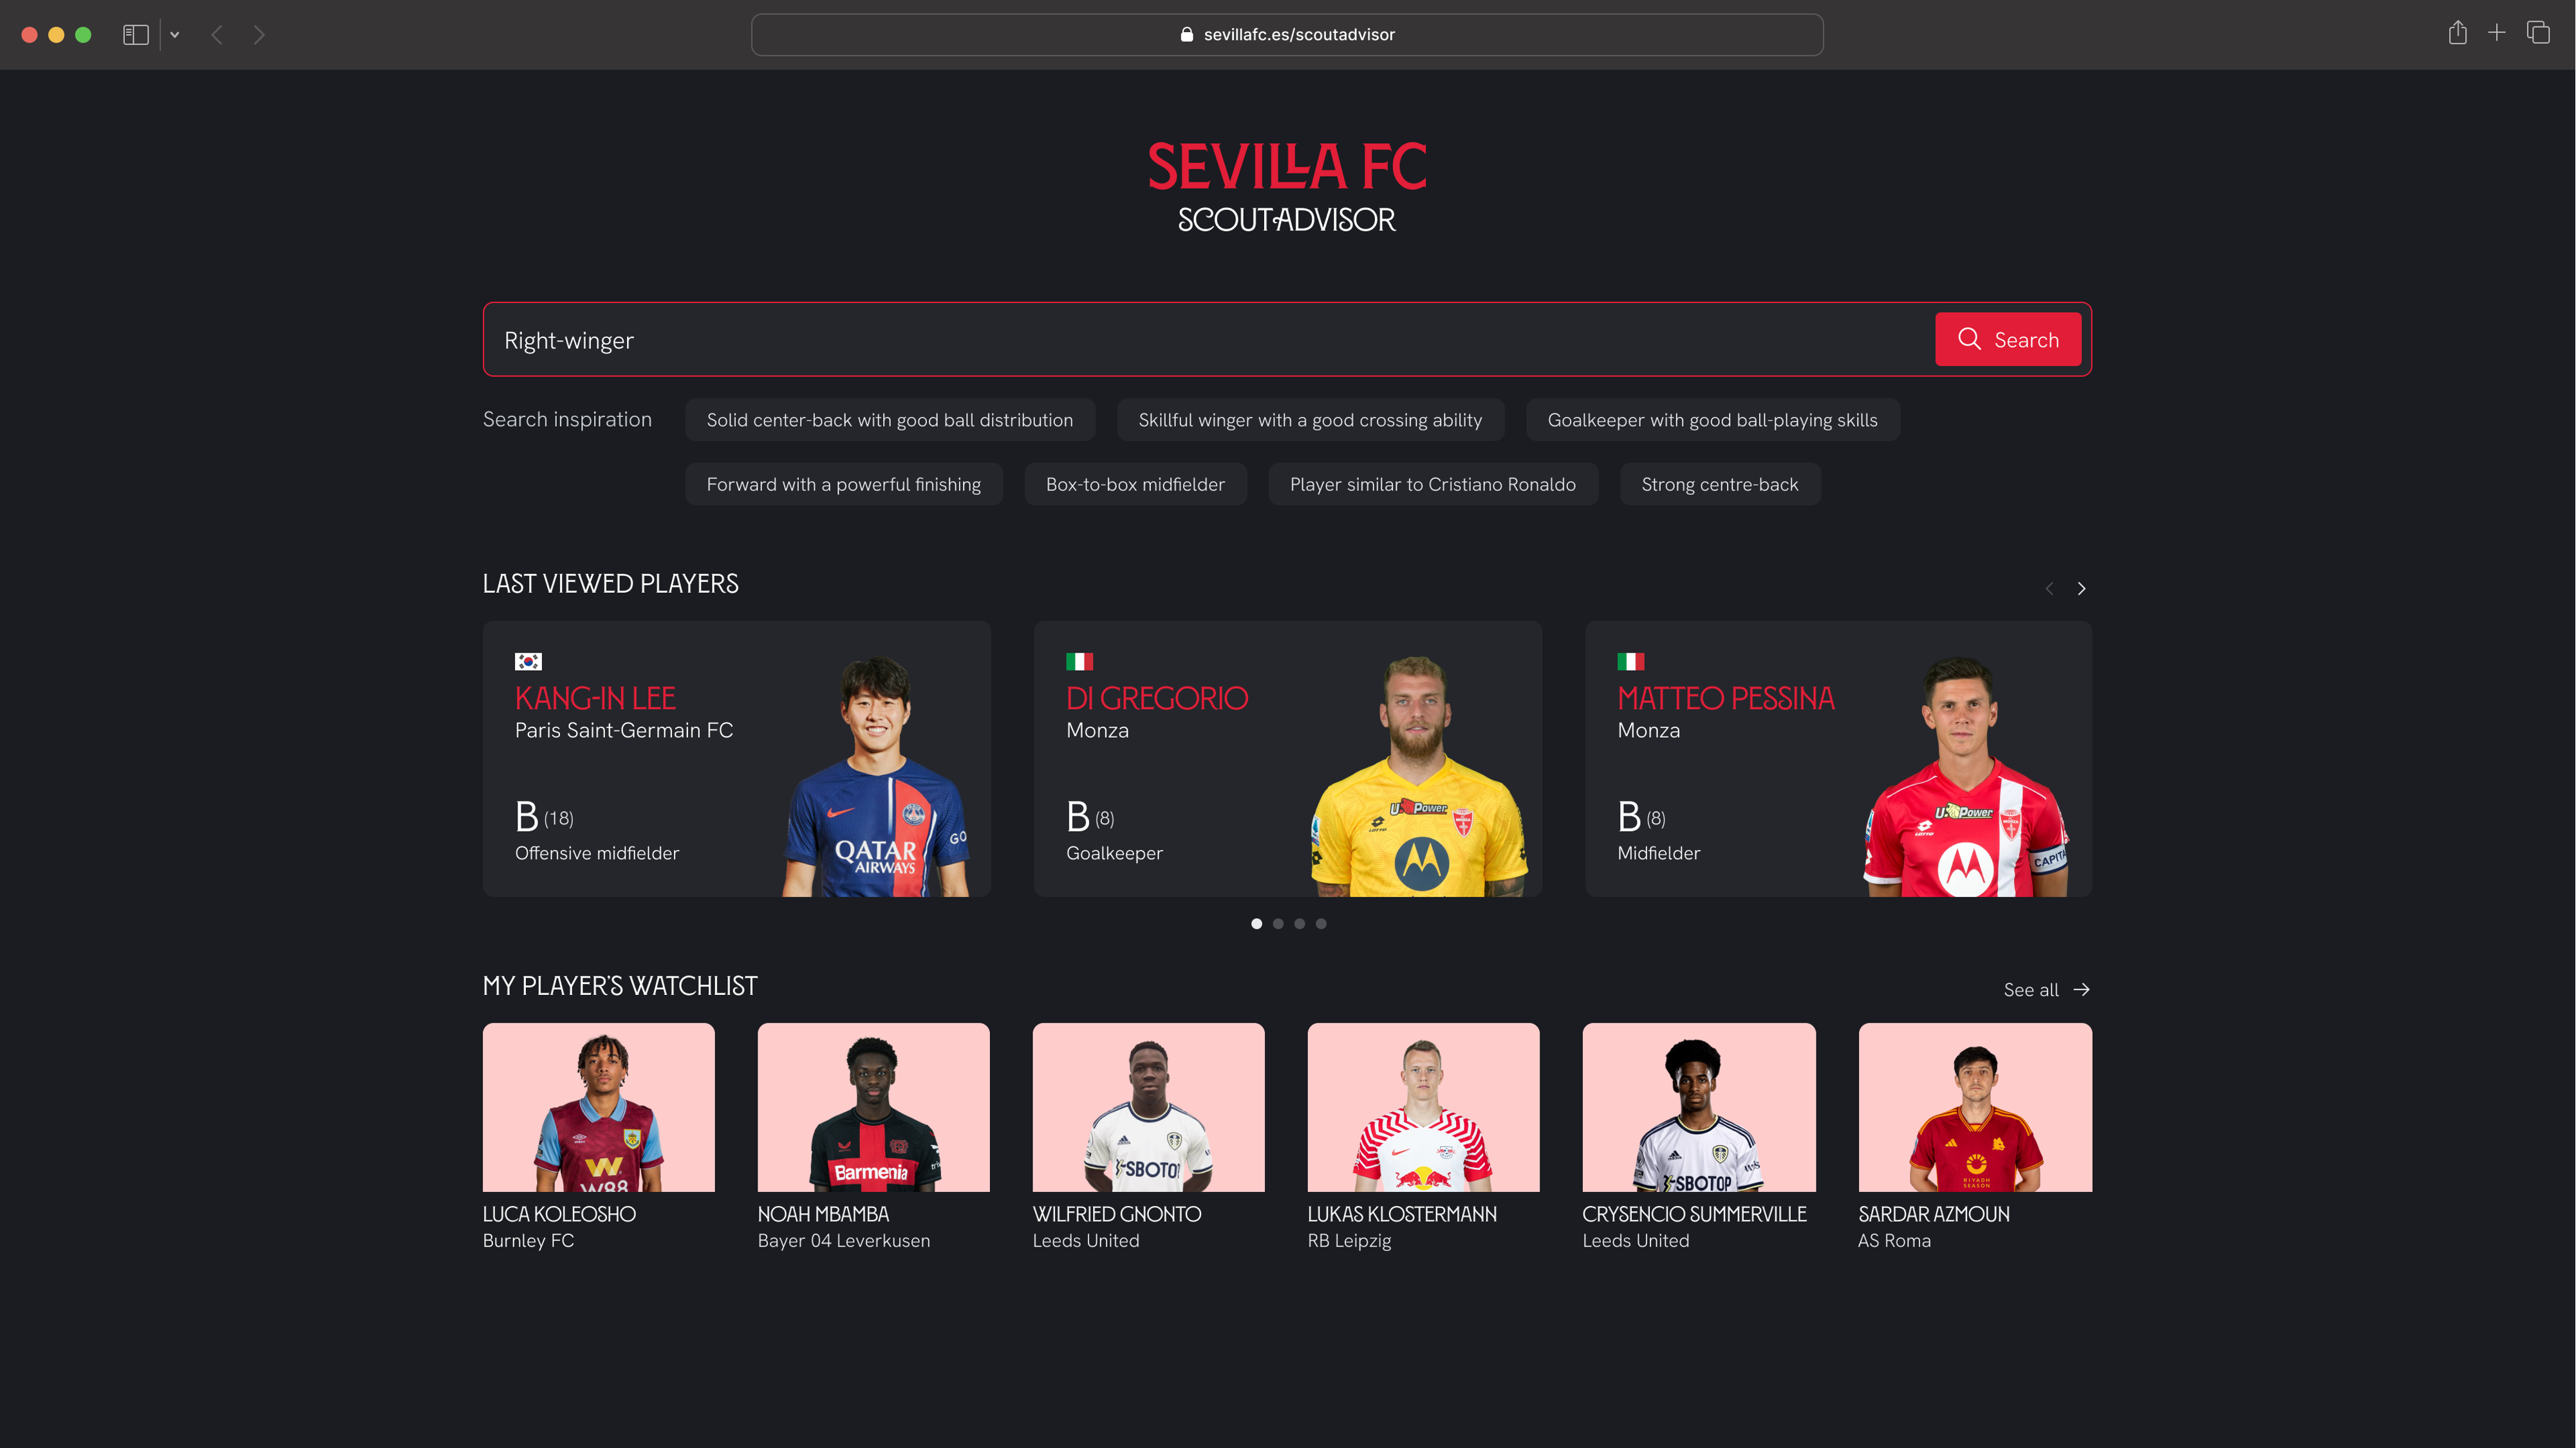 sevillafc.es/scoutadvisor
SEVILLA FC
SCOUTADVISOR
Right-winger
Search
Search inspiration
Solid center-back with good ball distribution
Skillful winger with a good crossing ability
Goalkeeper with good ball-playing skills
Forward with a powerful finishing
Box-to-box midfielder
Player similar to Cristiano Ronaldo
Strong centre-back
LAST VIEWED PLAYERS
KANG-IN LEE
Paris Saint-Germain FC
B (18)
Offensive midfielder
QATAR
AIRWAYS
GO
DI GREGORIO
Monza
B (8)
Goalkeeper
U-Power
LOTTO
MATTEO PESSINA
Monza
B (8)
Midfielder
U-Power
LOTTO
CAPITA
MY PLAYER'S WATCHLIST
See all
W88
LUCA KOLEOSHO
Burnley FC
Barmenia
NOAH MBAMBA
Bayer 04 Leverkusen
SBOTOP
WILFRIED GNONTO
Leeds United
LUKAS KLOSTERMANN
RB Leipzig
SBOTOP
CRYSENCIO SUMMERVILLE
Leeds United
RIYADH
SEASON
SARDAR AZMOUN
AS Roma